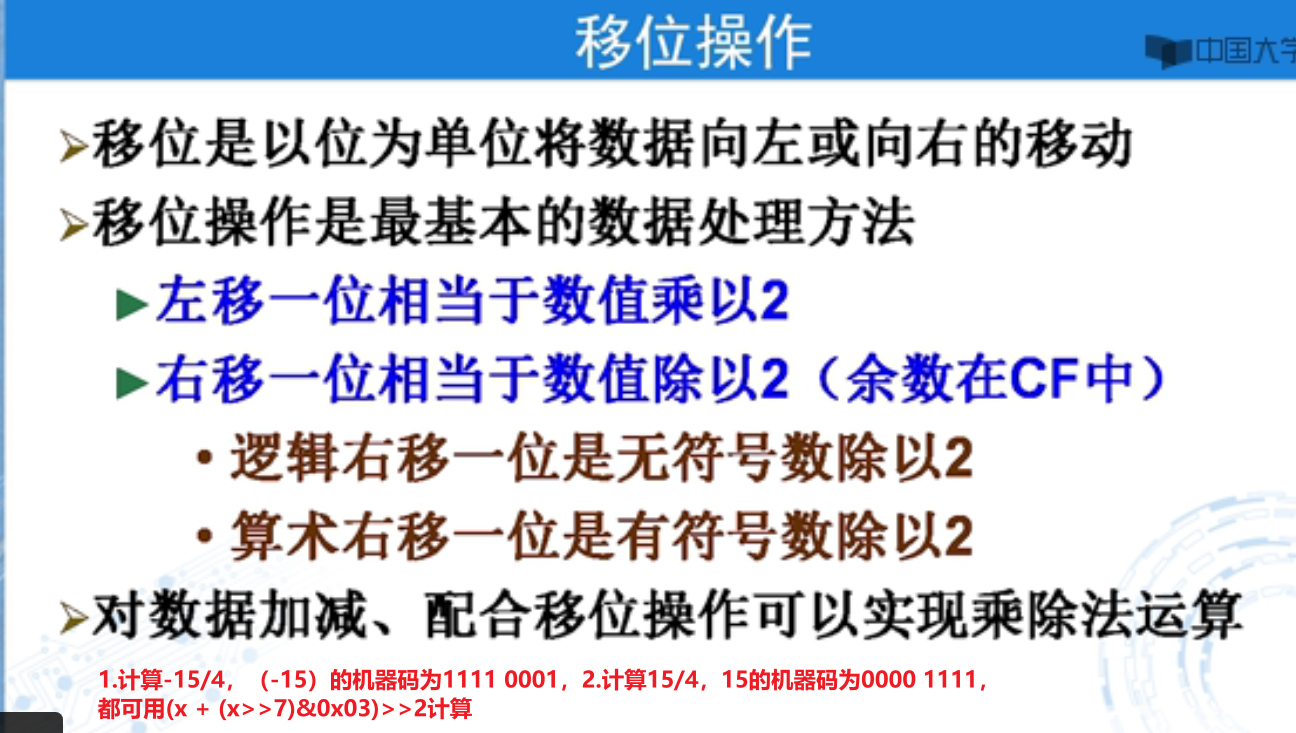 移位操作
中国大学
➢移位是以位为单位将数据向左或向右的移动
➢移位操作是最基本的数据处理方法
►左移一位相当于数值乘以2
►右移一位相当于数值除以2（余数在CF中）
•逻辑右移一位是无符号数除以2
•算术右移一位是有符号数除以2
➢对数据加减、配合移位操作可以实现乘除法运算
1.计算-15/4，（-15）的机器码为1111 0001，2.计算15/4，15的机器码为0000 1111，
都可用(x + (x>>7)&0x03)>>2计算